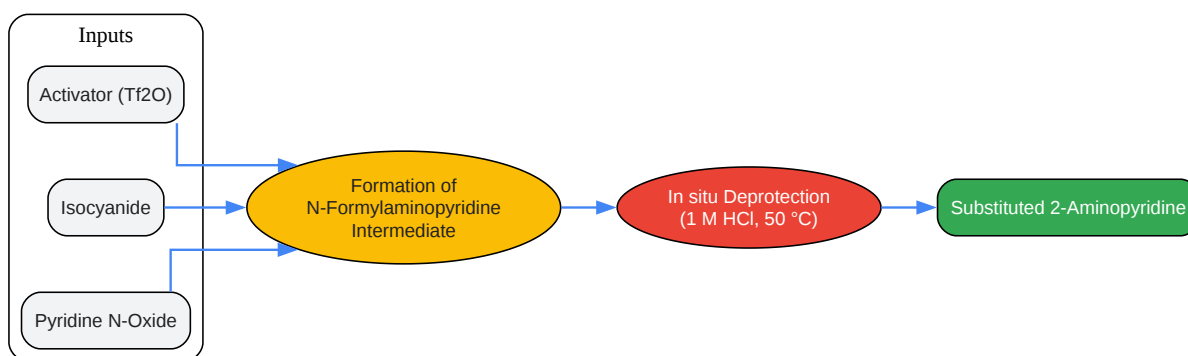 Inputs
Activator (Tf2O)
Isocyanide
Pyridine N-Oxide
Formation of
N-Formylaminopyridine
Intermediate
In situ Deprotection
(1 M HCl, 50 °C)
Substituted 2-Aminopyridine